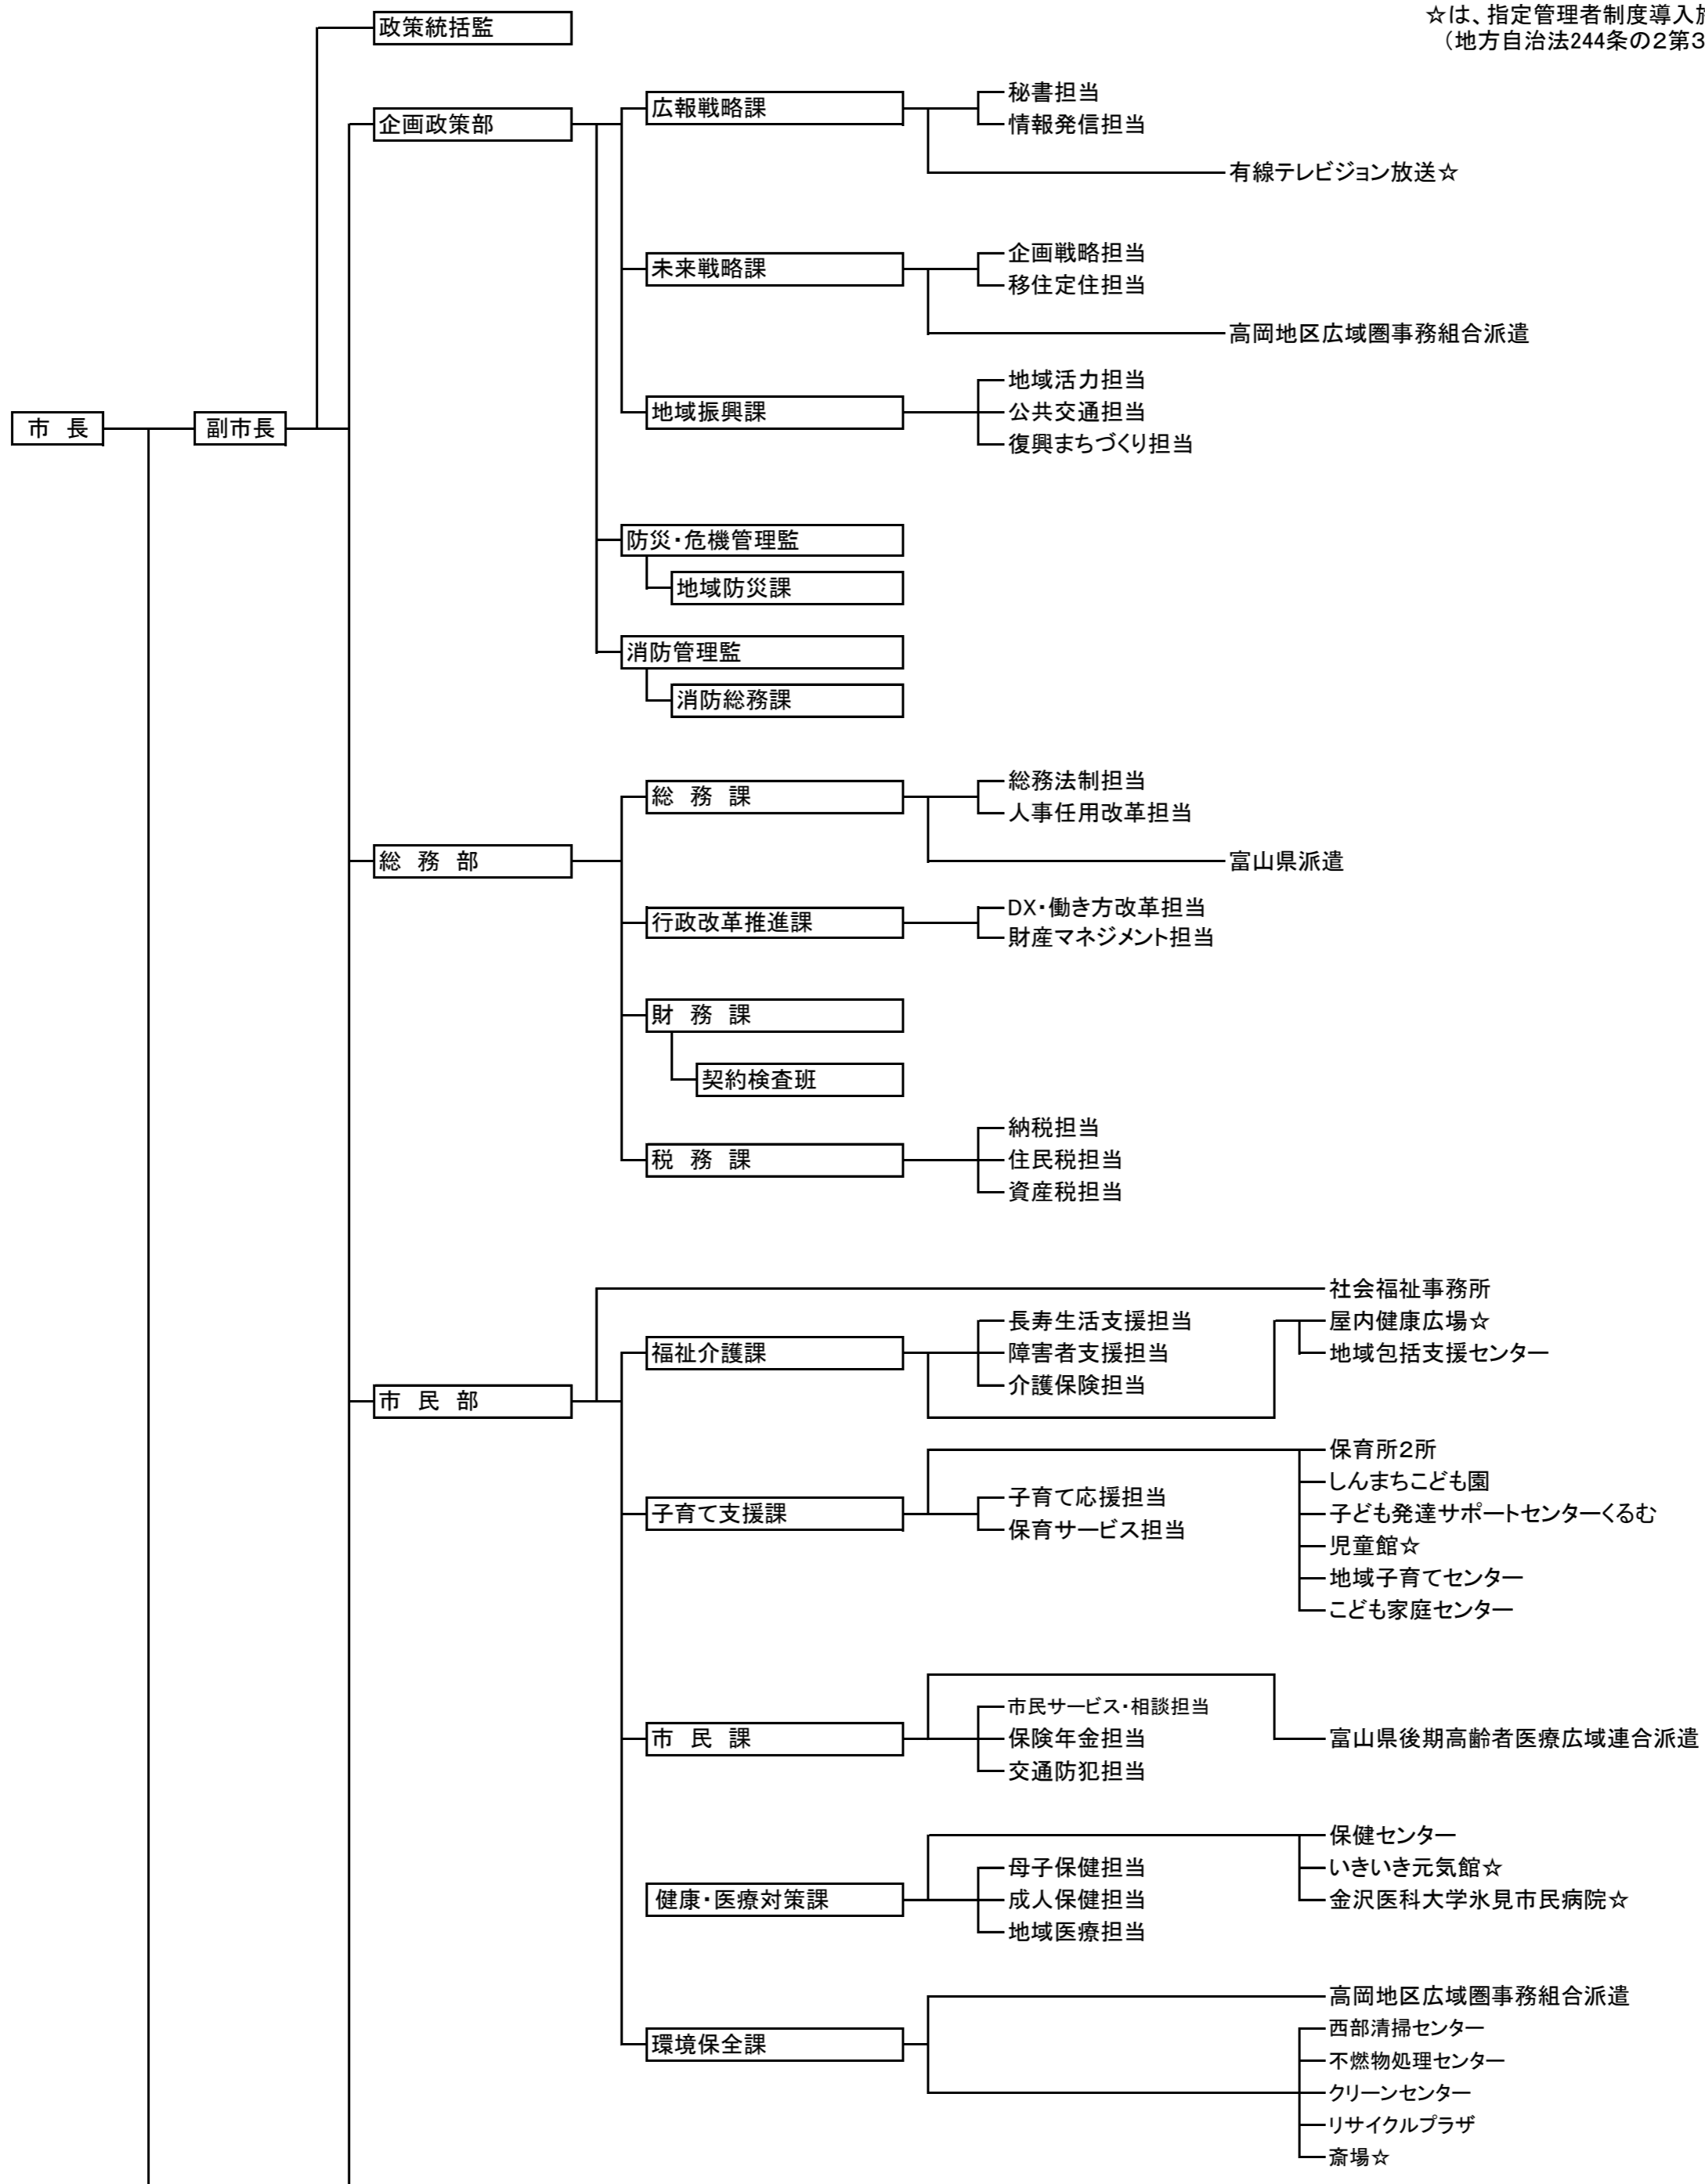 ☆は、指定管理者制度導入施
（地方自治法244条の2第3
政策統括監
企画政策部
広報戦略課
秘書担当
情報発信担当
有線テレビジョン放送☆
未来戦略課
企画戦略担当
移住定住担当
高岡地区広域圏事務組合派遣
市 長
副市長
地域振興課
地域活力担当
公共交通担当
復興まちづくり担当
防災・危機管理監
地域防災課
消防管理監
消防総務課
総 務 部
総 務 課
総務法制担当
人事任用改革担当
富山県派遣
行政改革推進課
DX・働き方改革担当
財産マネジメント担当
財 務 課
契約検査班
税 務 課
納税担当
住民税担当
資産税担当
市 民 部
社会福祉事務所
福祉介護課
長寿生活支援担当
障害者支援担当
介護保険担当
屋内健康広場☆
地域包括支援センター
子育て支援課
子育て応援担当
保育サービス担当
保育所2所
しんまちこども園
子ども発達サポートセンターくるむ
児童館☆
地域子育てセンター
こども家庭センター
市 民 課
市民サービス・相談担当
保険年金担当
交通防犯担当
富山県後期高齢者医療広域連合派遣
健康・医療対策課
母子保健担当
成人保健担当
地域医療担当
保健センター
いきいき元気館☆
金沢医科大学氷見市民病院☆
環境保全課
高岡地区広域圏事務組合派遣
西部清掃センター
不燃物処理センター
クリーンセンター
リサイクルプラザ
斎場☆